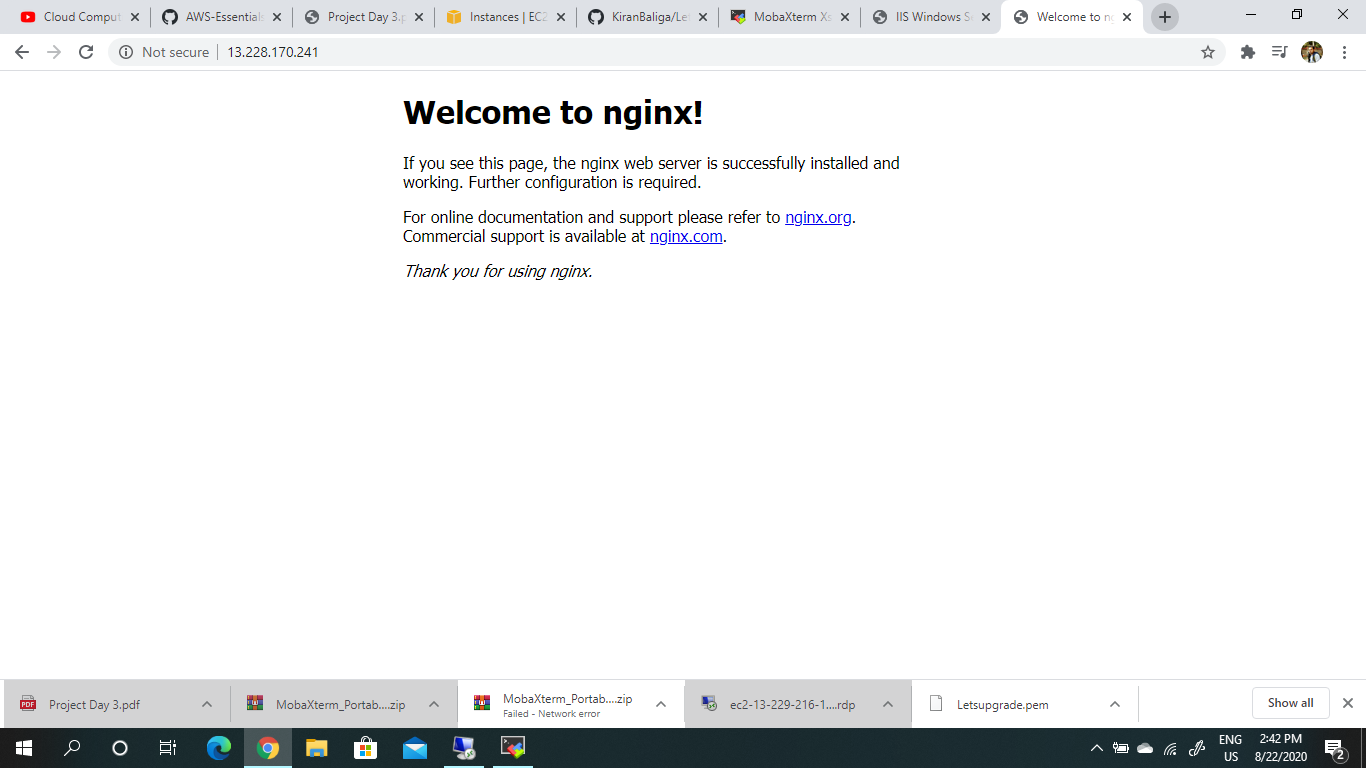 Cloud Comput
AWS-Essential
Project Day 3.p
Instances | EC2
KiranBaliga/Let
MobaXterm Xs
IIS Windows S
Welcome to n
Not secure
13.228.170.241
Welcome to nginx!
If you see this page, the nginx web server is successfully installed and
working. Further configuration is required.
For online documentation and support please refer to nginx.org.
Commercial support is available at nginx.com.
Thank you for using nginx.
Project Day 3.pdf
MobaXterm_Portab....zip
MobaXterm_Portab....zip
Failed - Network error
ec2-13-229-216-1....rdp
Letsupgrade.pem
Show all
ENG
US
2:42 PM
8/22/2020
2